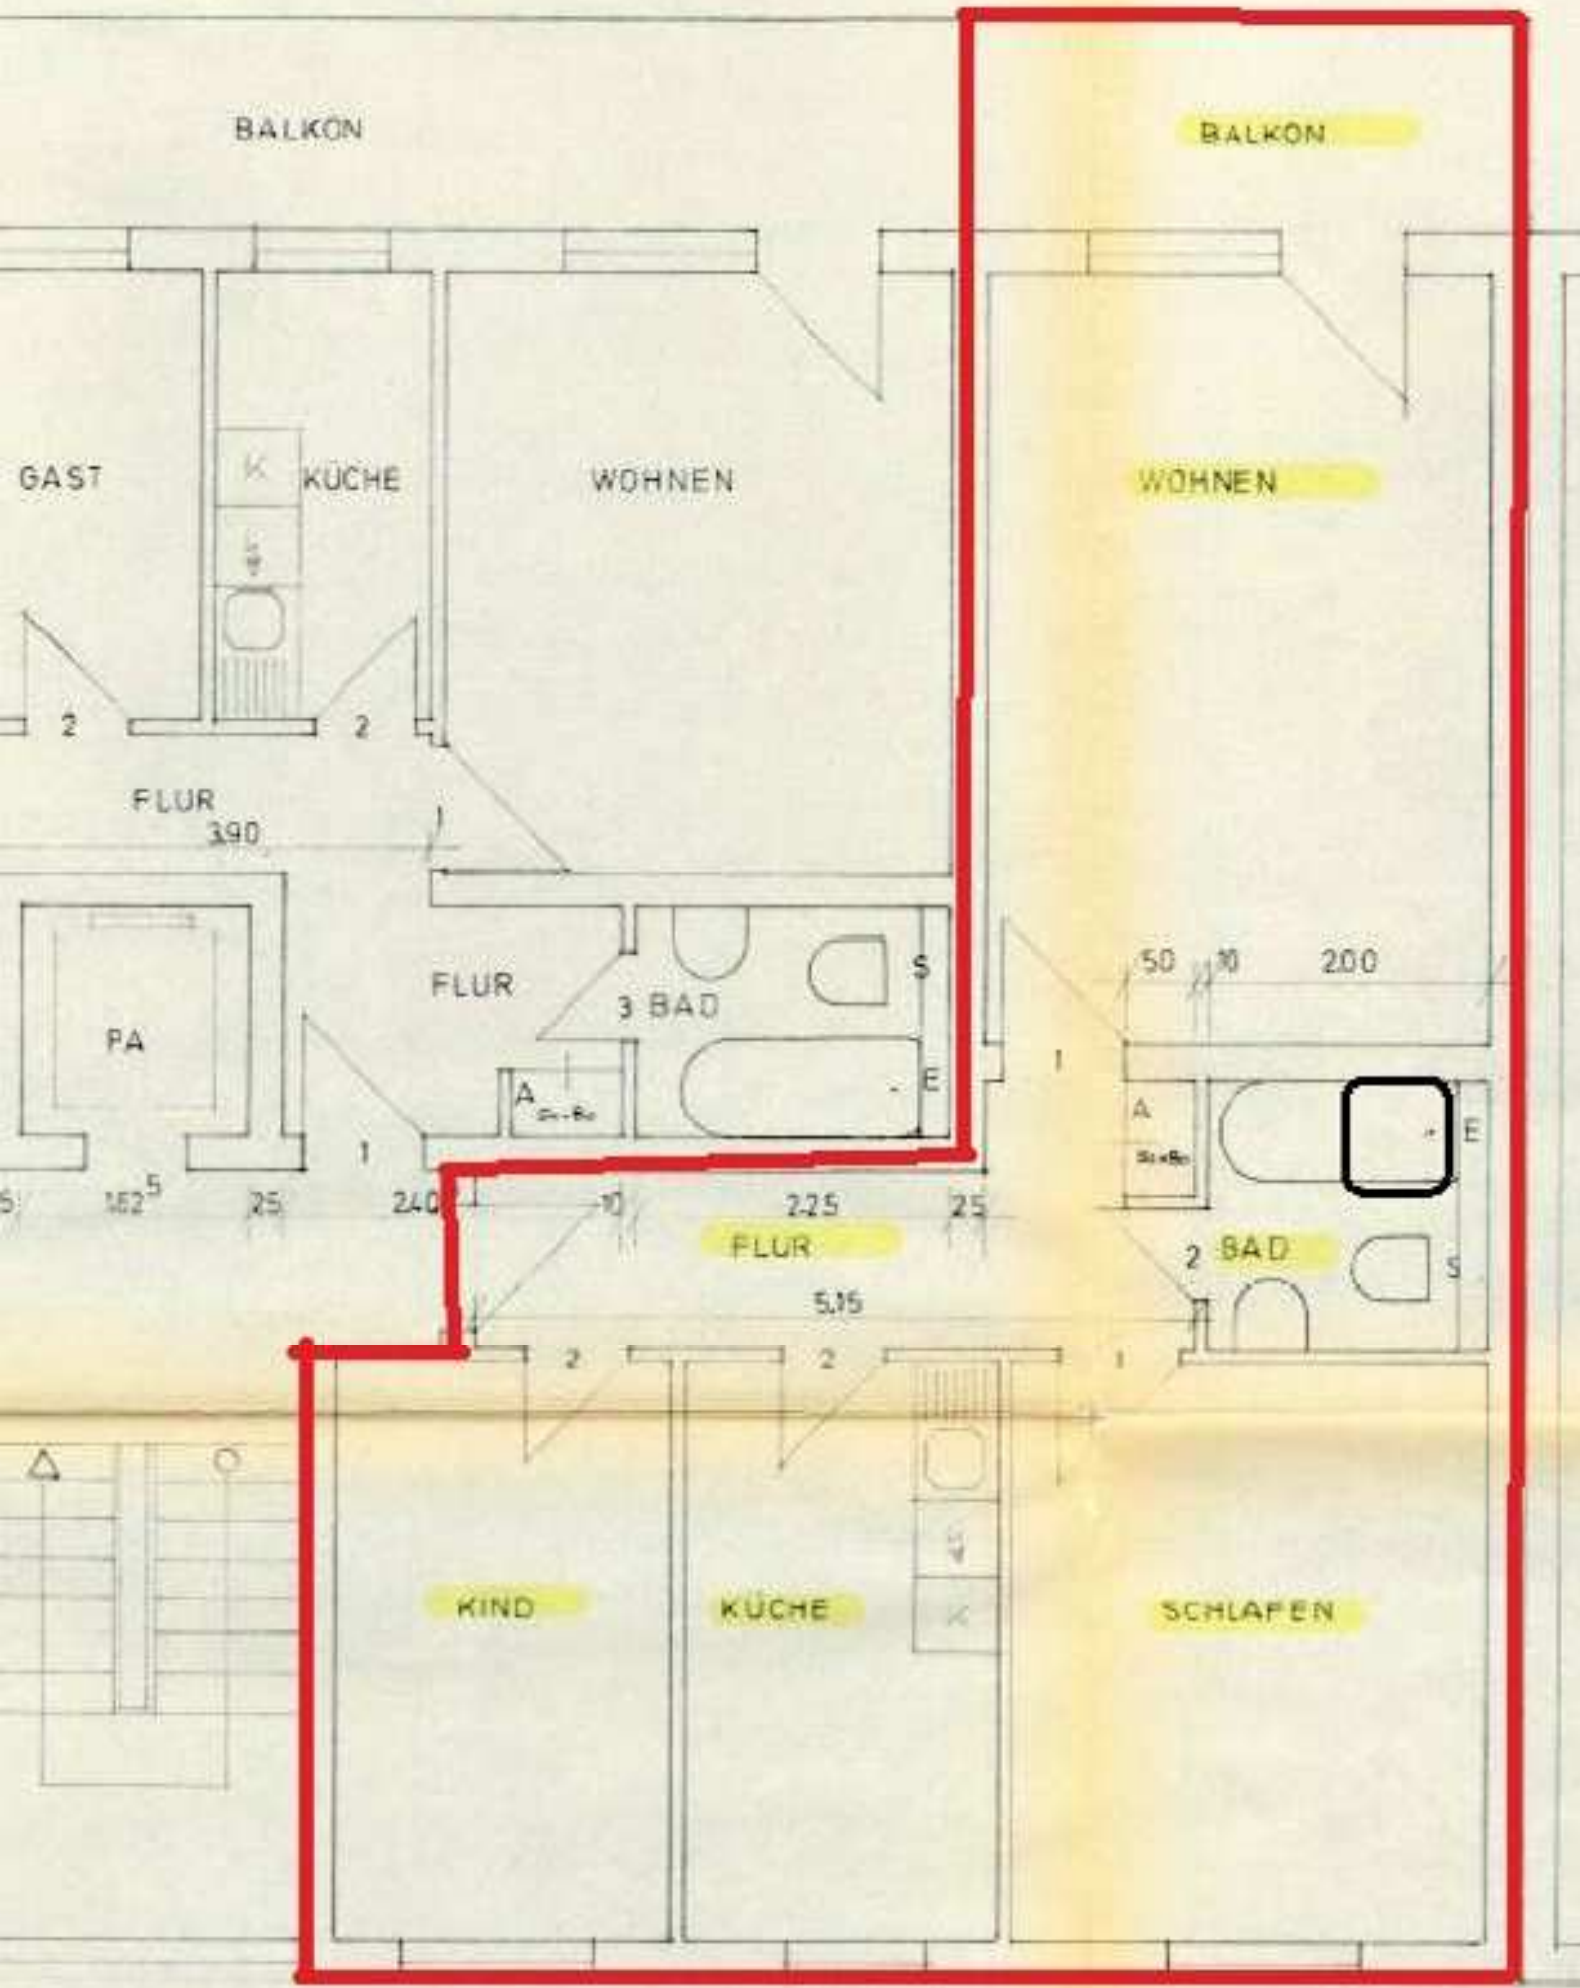 BALKON
BALKON
GAST
K
KÜCHE
WOHNEN
WOHNEN
2
2
FLUR
3.90
1
50
10
2.00
FLUR
3
BAD
S
PA
1
A
E
1
A
E
1.62⁵
25
2.40
10
2.25
25
FLUR
2
BAD
S
5.15
2
2
1
KIND
KÜCHE
K
SCHLAFEN